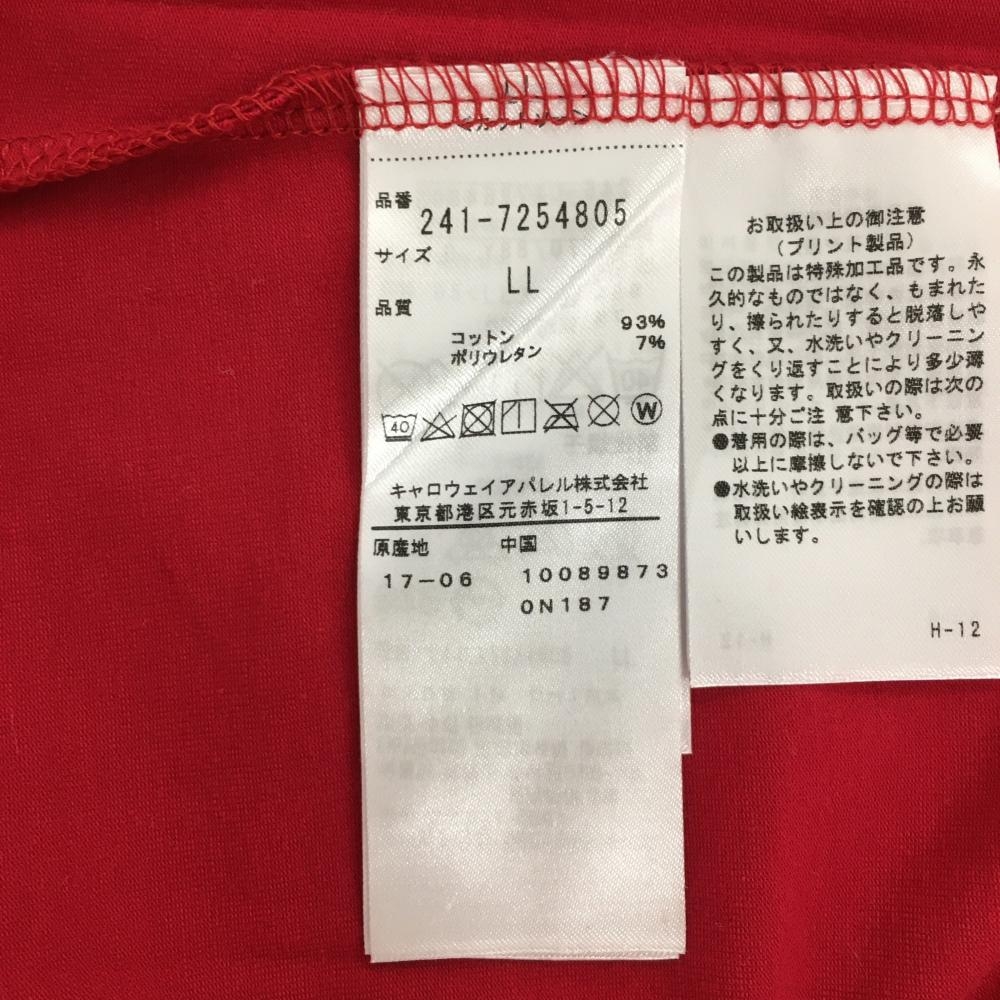 品番
241-7254805
サイズ
LL
品質
コットン 93%
ポリウレタン 7%
40
W
キャロウェイアパレル株式会社
東京都港区元赤坂1-5-12
原産地 中国
17-06 10089873
0N187
お取扱い上の御注意
（プリント製品）
この製品は特殊加工品です。永
久的なものではなく、もまれた
り、擦られたりすると脱落しや
すく、又、水洗いやクリーニン
グをくり返すことにより多少薄
くなります。取扱いの際は次の
点に十分ご注 意下さい。
●着用の際は、バッグ等で必要
以上に摩擦しないで下さい。
●水洗いやクリーニングの際は
取扱い絵表示を確認の上お願
いします。
H-12